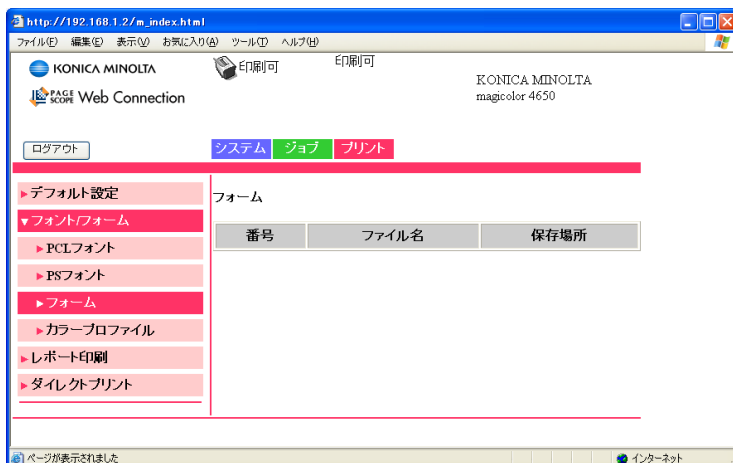 http://192.168.1.2/m_index.html
ファイル(F) 編集(E) 表示(V) お気に入り(A) ツール(T) ヘルプ(H)
KONICA MINOLTA
印刷可
印刷可
KONICA MINOLTA
magicolor 4650
PAGE SCOPE Web Connection
ログアウト
システム ジョブ プリント
デフォルト設定
フォント/フォーム
PCLフォント
PSフォント
フォーム
カラープロファイル
レポート印刷
ダイレクトプリント
フォーム
番号 ファイル名 保存場所
ページが表示されました
インターネット